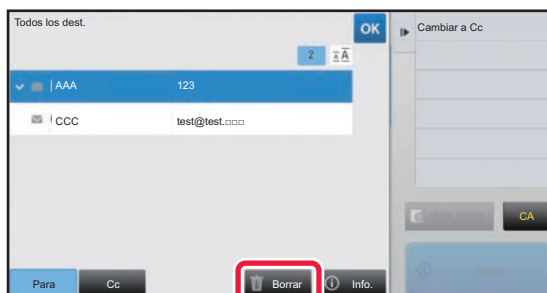 Todos los dest.
OK
Cambiar a Cc
2
AAA 123
CCC test@test.□□□
CA
Para
Cc
Borrar
Info.